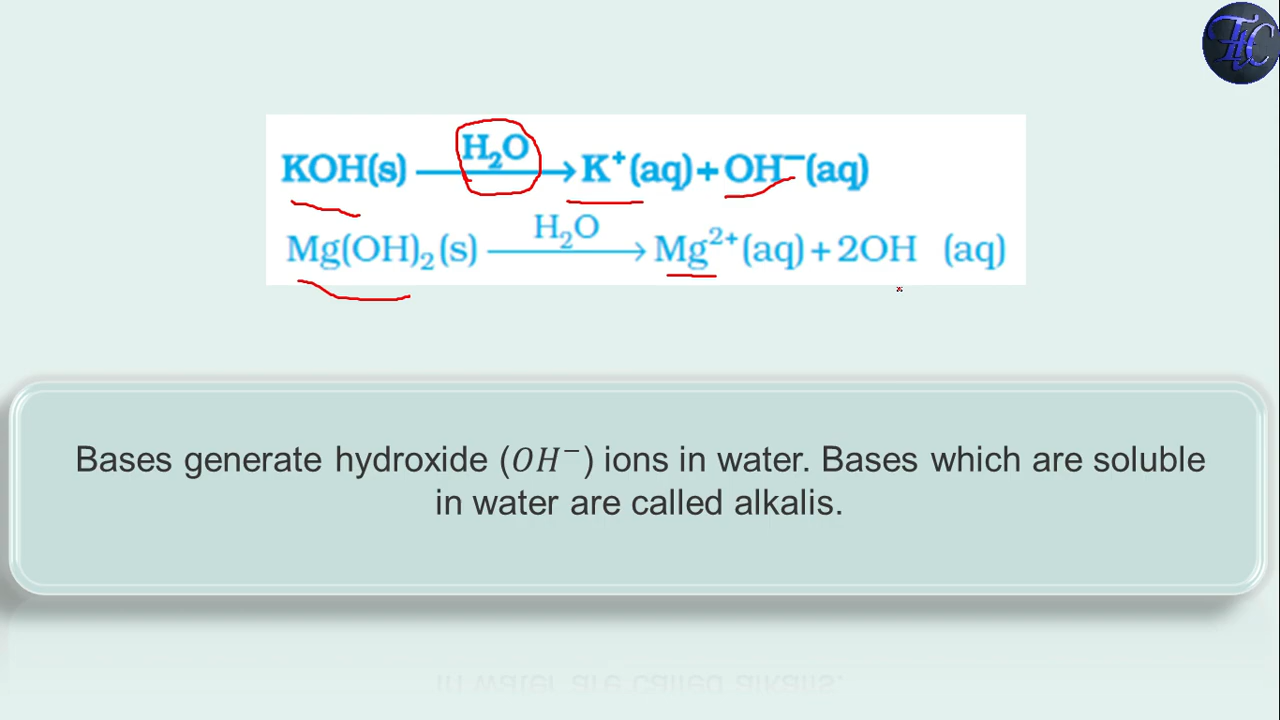 THC
KOH(s) H₂O → K⁺(aq)+OH⁻(aq)
Mg(OH)₂(s) H₂O → Mg²⁺(aq)+2OH (aq)
Bases generate hydroxide (𝑂𝐻⁻) ions in water. Bases which are soluble
in water are called alkalis.